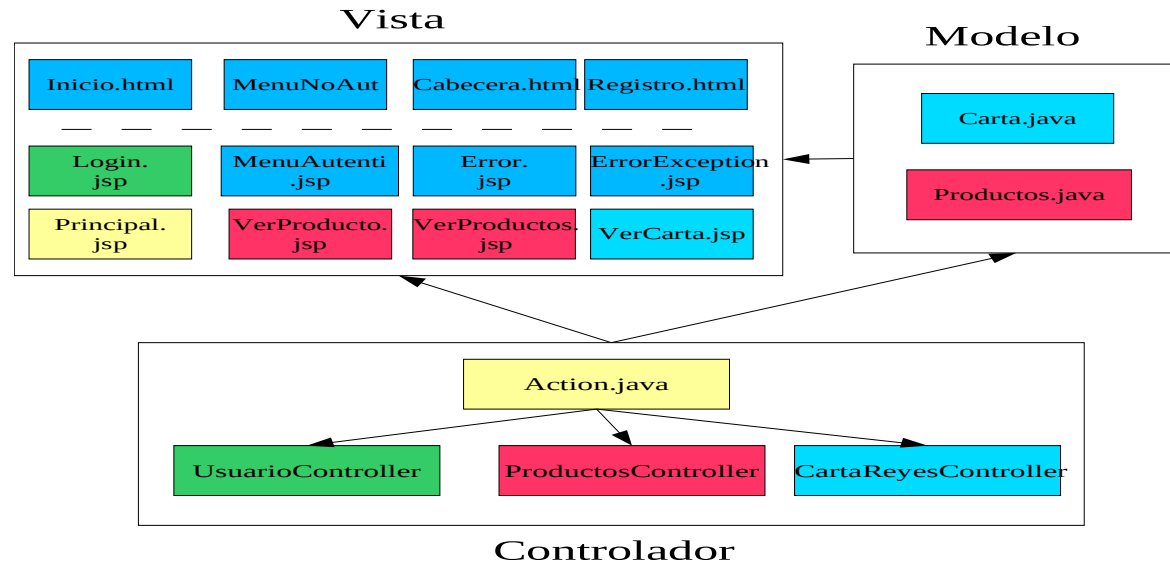 Vista
Modelo
Inicio.html
MenuNoAut
Cabecera.html
Registro.html
Carta.java
Login.
jsp
MenuAutenti
.jsp
Error.
jsp
ErrorException
.jsp
Productos.java
Principal.
jsp
VerProducto.
jsp
VerProductos.
jsp
VerCarta.jsp
Action.java
UsuarioController
ProductosController
CartaReyesController
Controlador